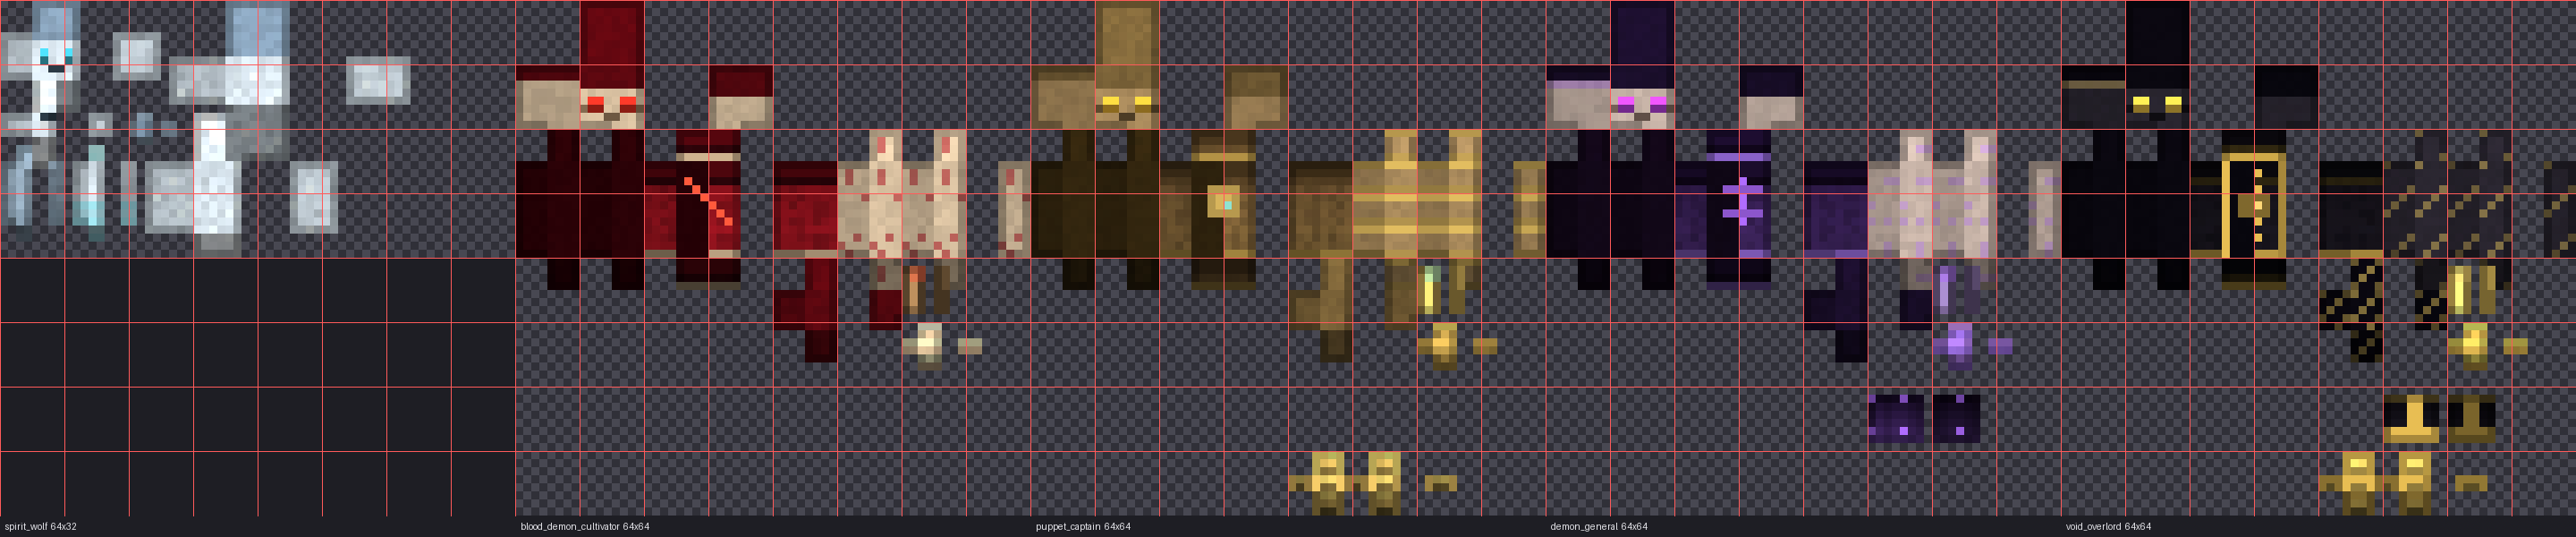 spirit_wolf 64x32
blood_demon_cultivator 64x64
puppet_captain 64x64
demon_general 64x64
void_overlord 64x64